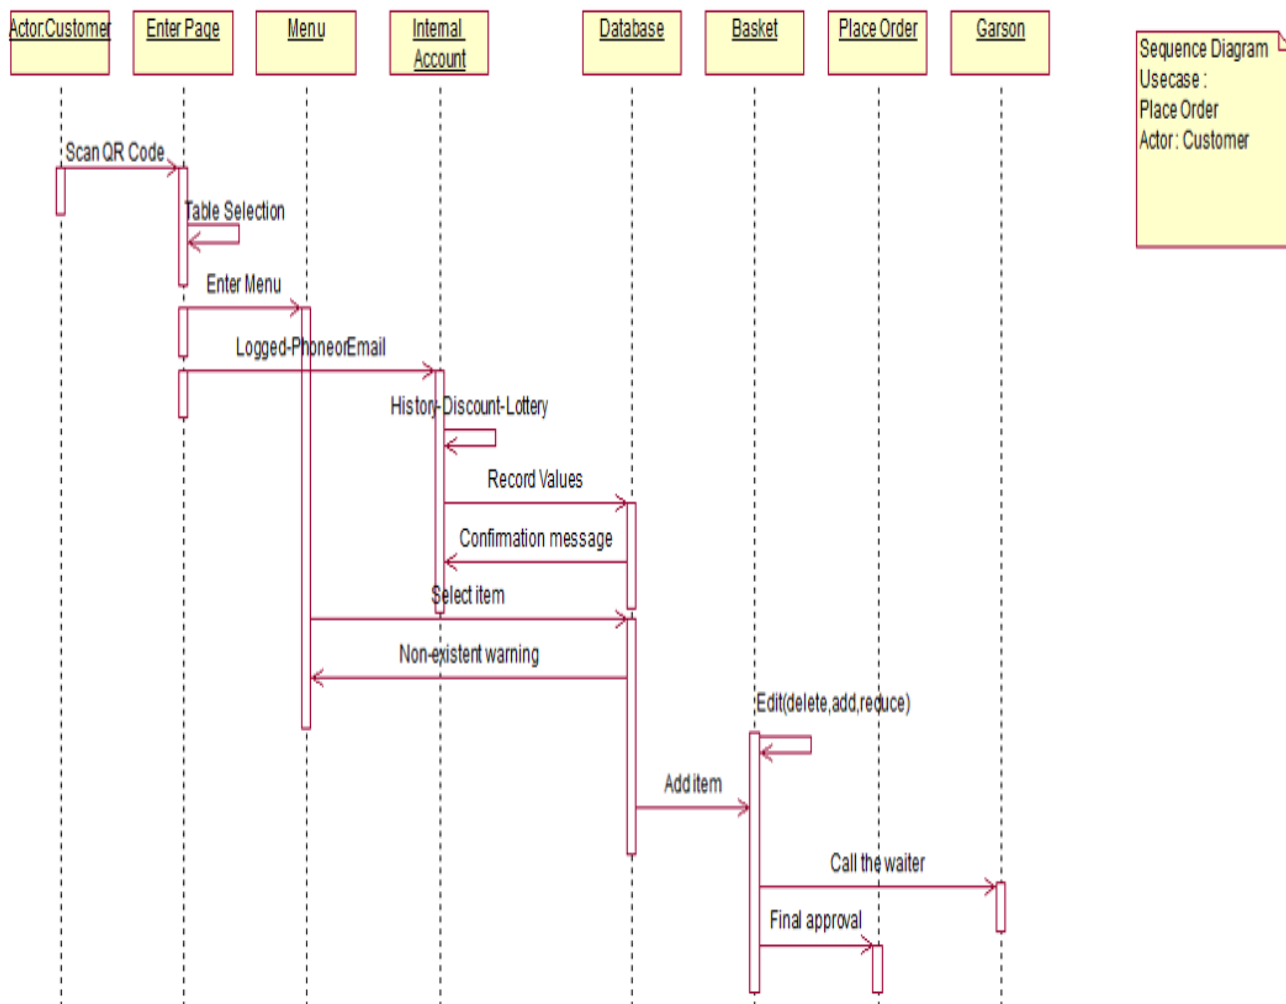 Actor:Customer
Enter Page
Menu
Internal
Account
Database
Basket
Place Order
Garson
Sequence Diagram
Usecase :
Place Order
Actor : Customer
Scan QR Code
Table Selection
Enter Menu
Logged-PhoneorEmail
History-Discount-Lottery
Record Values
Confirmation message
Select item
Non-existent warning
Edit(delete,add,reduce)
Add item
Call the waiter
Final approval